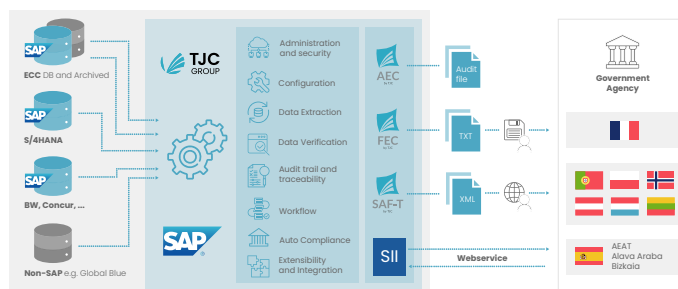 SAP
ECC DB and Archived
SAP
S/4HANA
SAP
BW, Concur, ...
Non-SAP e.g. Global Blue
TJC
GROUP
SAP
Administration
and security
Configuration
Data Extraction
Data Verification
Audit trail and
traceability
Workflow
Auto Compliance
Extensibility
and Integration
AEC
FEC
SAF-T
SII
Audit
file
TXT
XML
Webservice
Government
Agency
AEAT
Alava Araba
Bizkaia